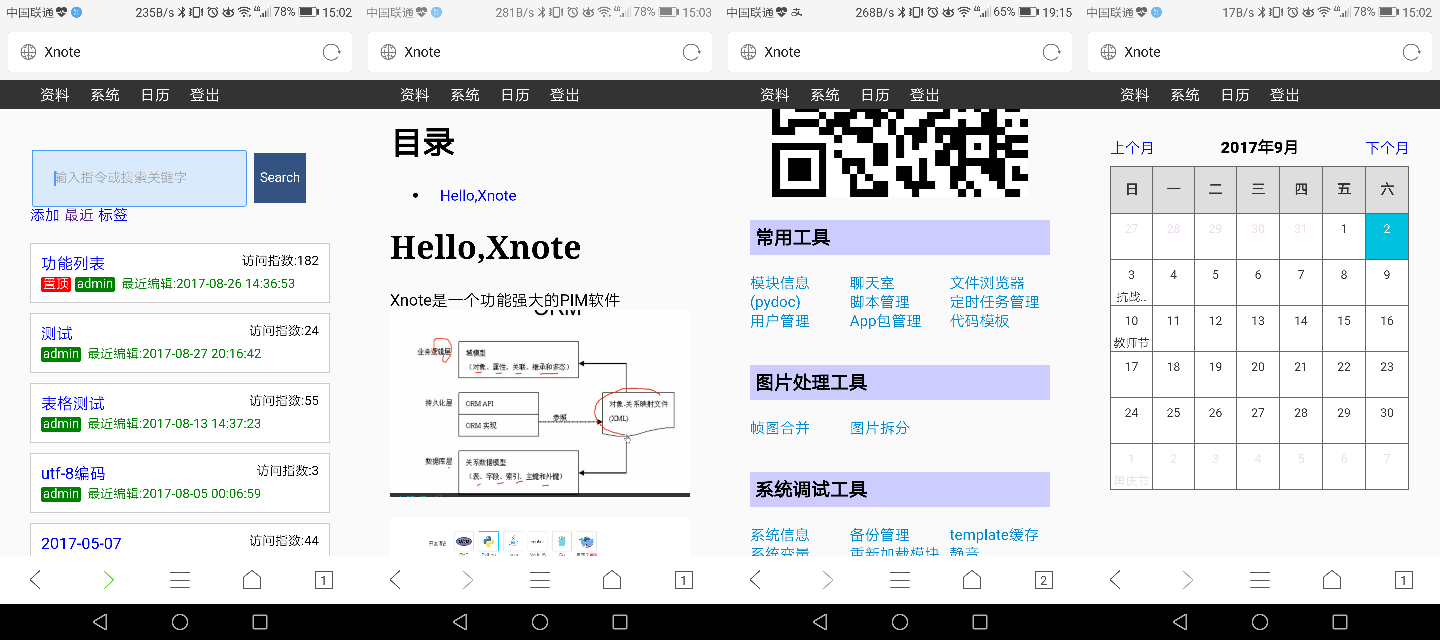 中国联通 235B/s 78% 15:02
Xnote
资料 系统 日历 登出
输入指令或搜索关键字 Search
添加 最近 标签
功能列表 访问指数:182
置顶 admin 最近编辑:2017-08-26 14:36:53
测试 访问指数:24
admin 最近编辑:2017-08-27 20:16:42
表格测试 访问指数:55
admin 最近编辑:2017-08-13 14:37:23
utf-8编码 访问指数:3
admin 最近编辑:2017-08-05 00:06:59
2017-05-07 访问指数:44
1
中国联通 281B/s 78% 15:03
Xnote
资料 系统 日历 登出
目录
Hello,Xnote
Hello,Xnote
Xnote是一个功能强大的PIM软件
ORM
业务逻辑层 域模型
(对象、属性、关联、继承和多态)
持久化层 ORM API 对象-关系映射文件
参照 (XML)
ORM 实现
数据库层 关系数据模型
(表、字段、索引、主键和外键)
1
中国联通 268B/s 65% 19:15
Xnote
资料 系统 日历 登出
常用工具
模块信息 聊天室 文件浏览器
(pydoc) 脚本管理 定时任务管理
用户管理 App包管理 代码模板
图片处理工具
帧图合并 图片拆分
系统调试工具
系统信息 备份管理 template缓存
系统变量 重新加载模块 静音
2
中国联通 17B/s 78% 15:02
Xnote
资料 系统 日历 登出
上个月 2017年9月 下个月
日 一 二 三 四 五 六
27 28 29 30 31 1 2
3 4 5 6 7 8 9
抗战..
10 11 12 13 14 15 16
教师节
17 18 19 20 21 22 23
24 25 26 27 28 29 30
1 2 3 4 5 6 7
国庆节
1